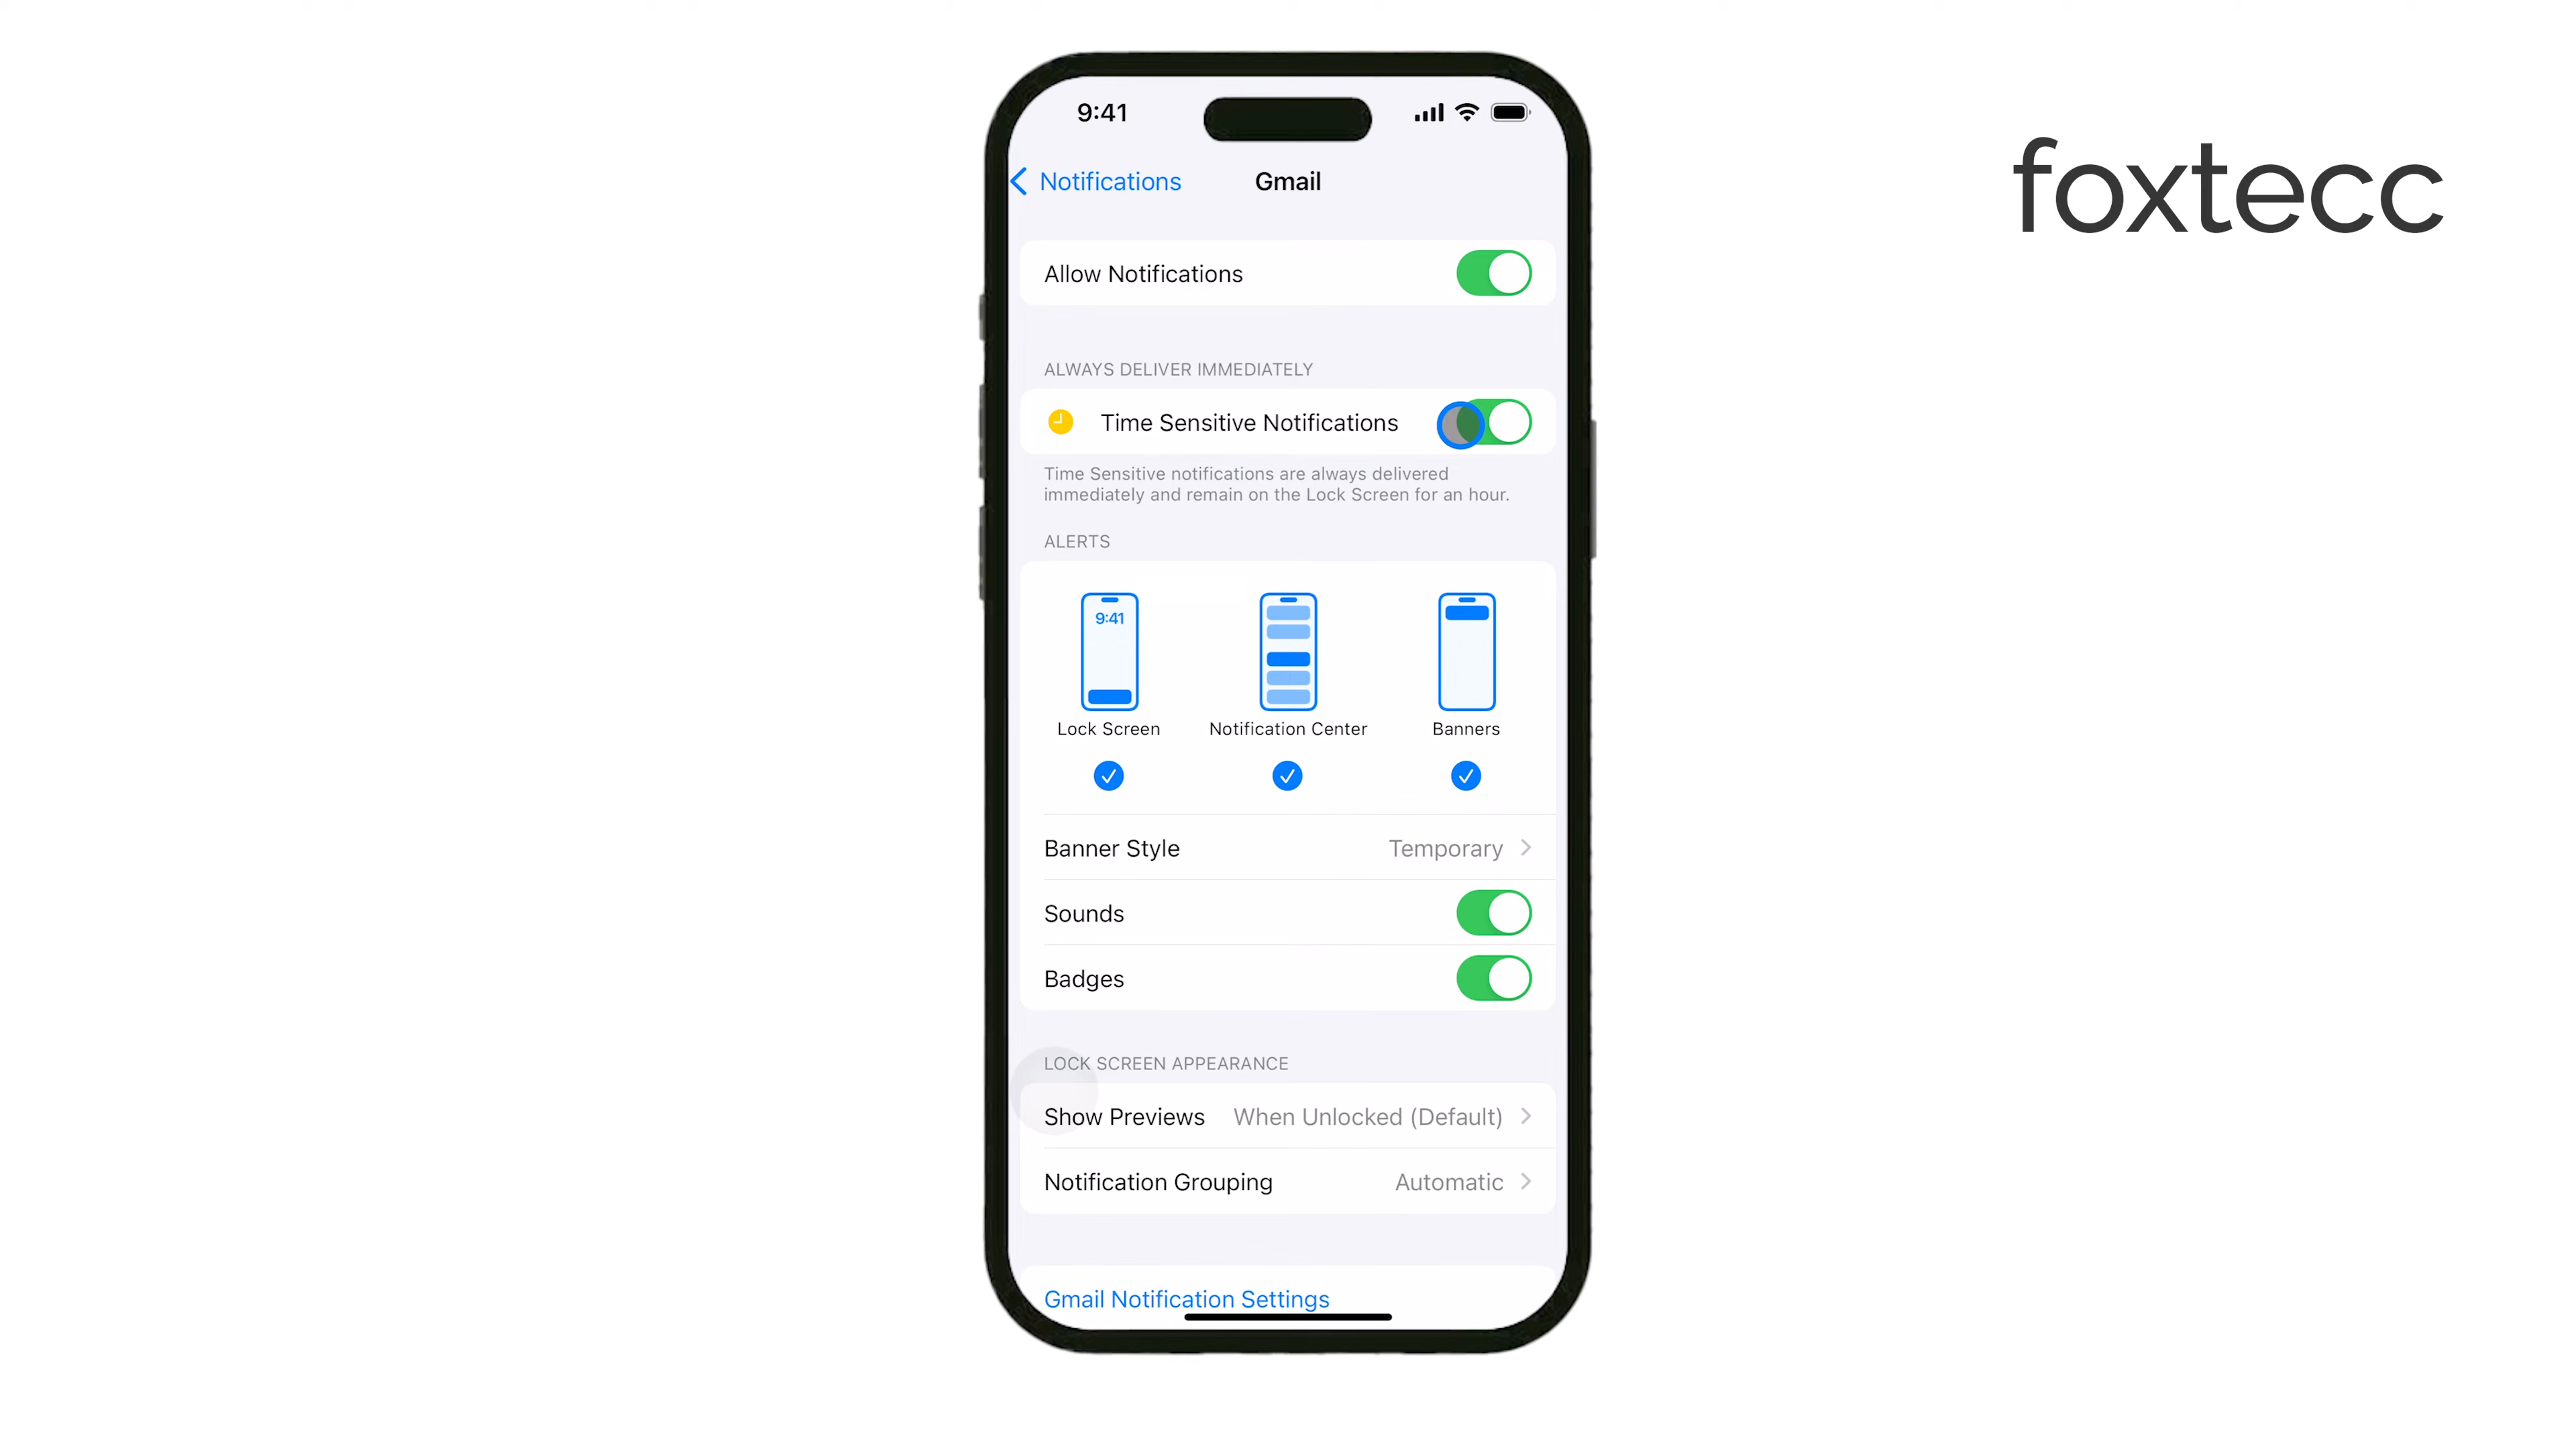 foxtecc
9:41
Notifications
Gmail
Allow Notifications
ALWAYS DELIVER IMMEDIATELY
Time Sensitive Notifications
Time Sensitive notifications are always delivered
immediately and remain on the Lock Screen for an hour.
ALERTS
9:41
Lock Screen
Notification Center
Banners
Banner Style
Temporary
Sounds
Badges
LOCK SCREEN APPEARANCE
Show Previews
When Unlocked (Default)
Notification Grouping
Automatic
Gmail Notification Settings